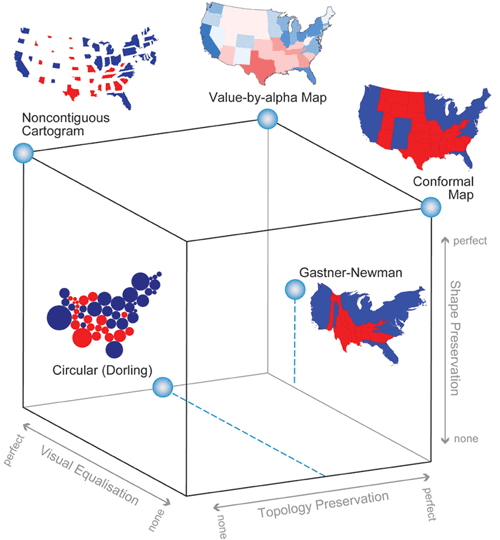 Value-by-alpha Map
Noncontiguous
Cartogram
Conformal
Map
Gastner-Newman
Circular (Dorling)
perfect
Shape Preservation
none
perfect
Visual Equalisation
none
none
Topology Preservation
perfect